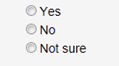 Yes
No
Not sure